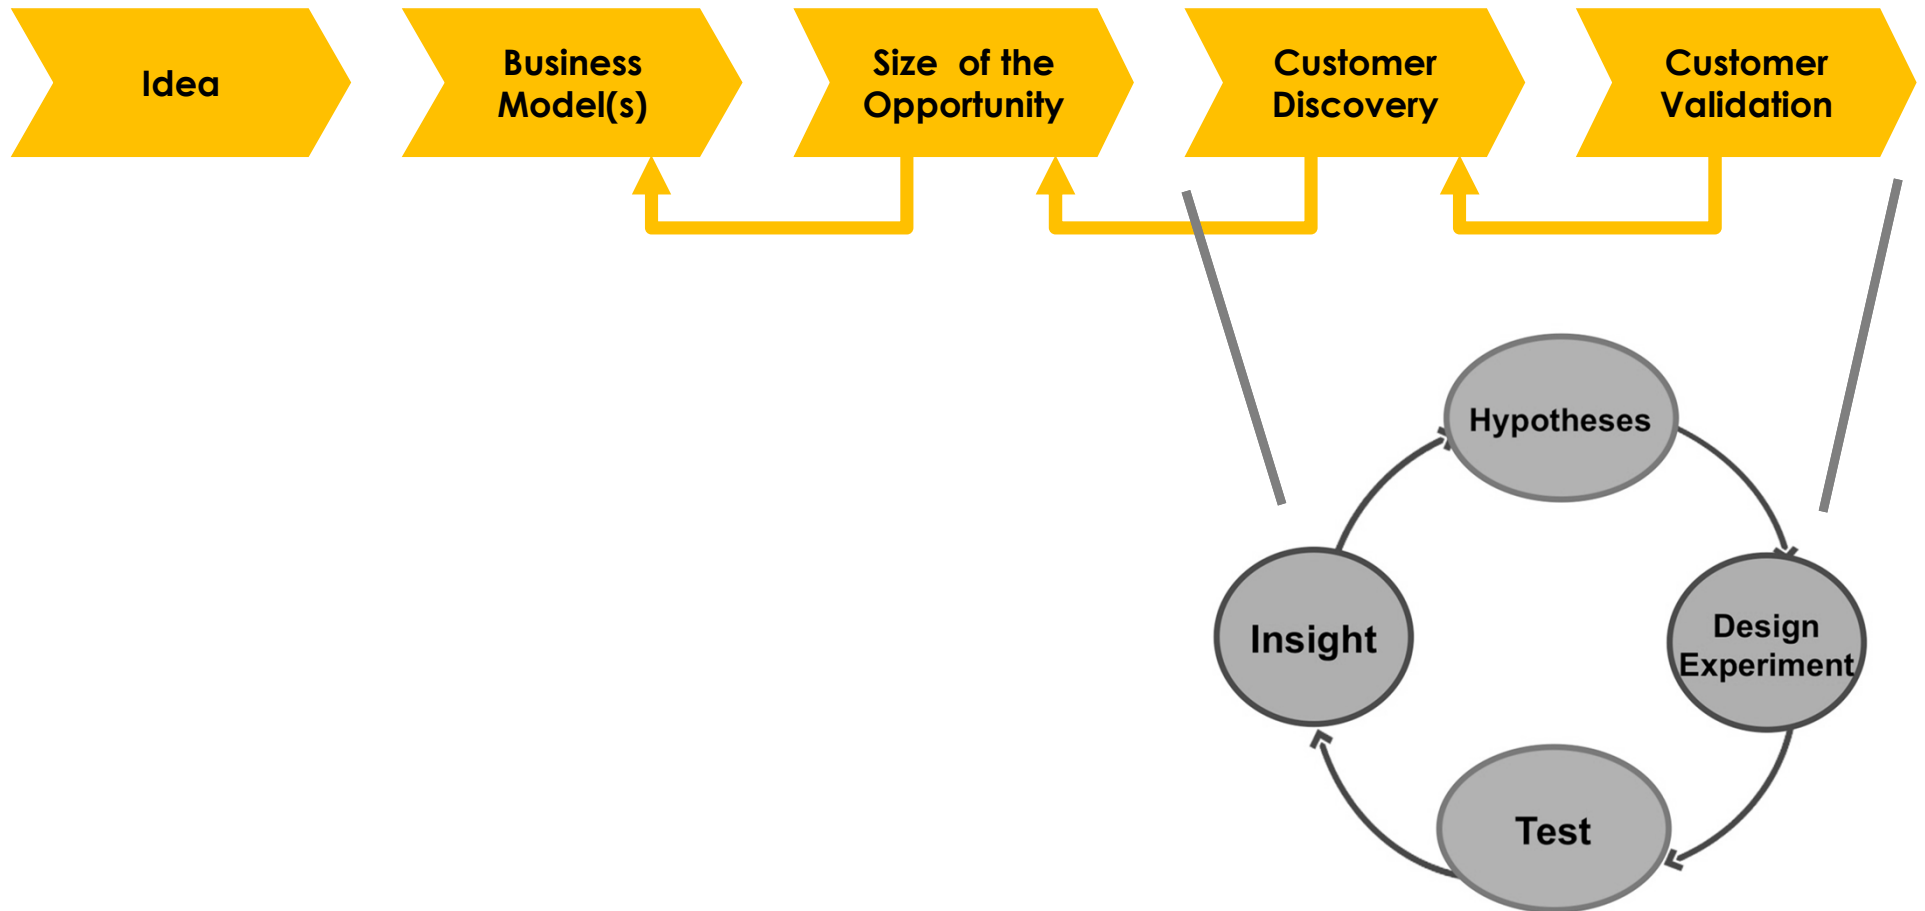 Idea
Business
Model(s)
Size  of the
Opportunity
Customer
Discovery
Customer
Validation
Hypotheses
Insight
Design
Experiment
Test